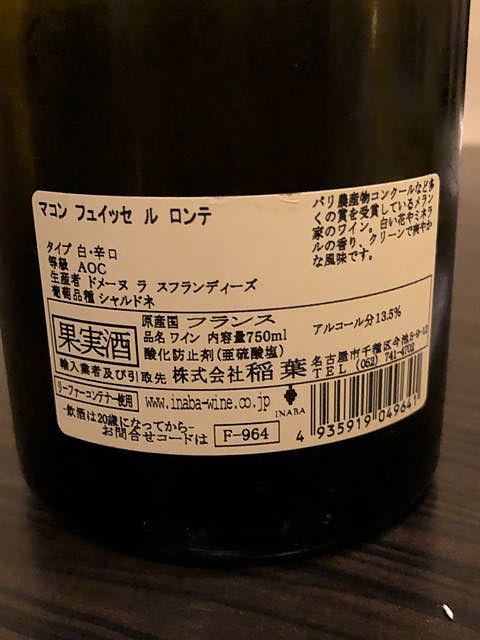 マコン フュイッセ ル ロンテ
パリ農産物コンクールなど多
くの賞を受賞しているメラン
家のワイン。白い花やミネラ
ルの香り、クリーンで爽やか
な風味です。
タイプ 白・辛口
等級 AOC
生産者 ドメーヌ ラ スフランディーズ
葡萄品種 シャルドネ
果実酒
原産国 フランス
品名 ワイン 内容量750ml
アルコール分13.5%
酸化防止剤(亜硫酸塩)
輸入業者及び引取先 株式会社 稲葉
名古屋市千種区今池5-9-12
TEL (052) 741-4702
リーファーコンテナー使用
www.inaba-wine.co.jp
INABA
-飲酒は20歳になってから-
お問合せコードは F-964
4 935919 049641